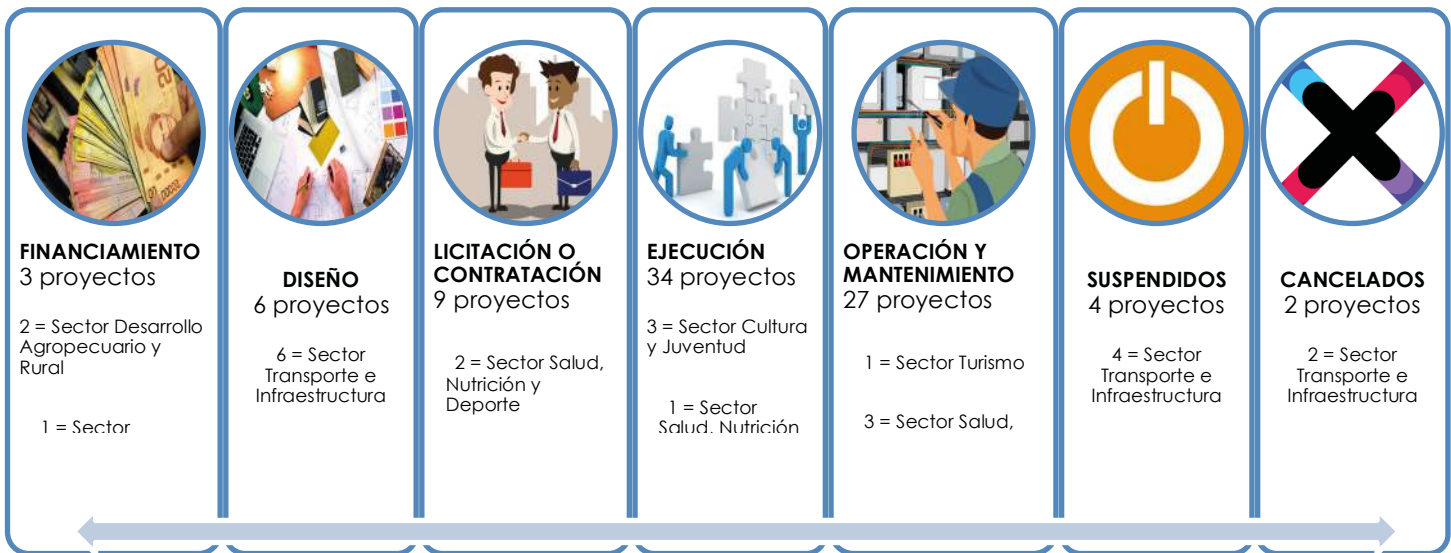 FINANCIAMIENTO
3 proyectos
2 = Sector Desarrollo
Agropecuario y
Rural
1 = Sector
DISEÑO
6 proyectos
6 = Sector
Transporte e
Infraestructura
LICITACIÓN O
CONTRATACIÓN
9 proyectos
2 = Sector Salud,
Nutrición y
Deporte
EJECUCIÓN
34 proyectos
3 = Sector Cultura
y Juventud
1 = Sector
Salud, Nutrición
OPERACIÓN Y
MANTENIMIENTO
27 proyectos
1 = Sector Turismo
3 = Sector Salud,
SUSPENDIDOS
4 proyectos
4 = Sector
Transporte e
Infraestructura
CANCELADOS
2 proyectos
2 = Sector
Transporte e
Infraestructura